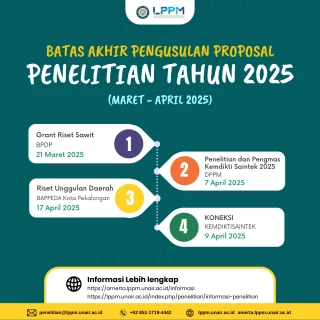 LPPM
BATAS AKHIR PENGUSULAN PROPOSAL
PENELITIAN TAHUN 2025
(MARET - APRIL 2025)
Grant Riset Sawit
BPDP
21 Maret 2025
1
2
Penelitian dan Pengmas
Kemdikti Saintek 2025
DPPM
7 April 2025
Riset Unggulan Daerah
BAPPEDA Kota Pekalongan
17 April 2025
3
4
KONEKSI
KEMDIKTISAINTEK
9 April 2025
Informasi Lebih lengkap
https://amerta.lppm.unair.ac.id/informasi
https://lppm.unair.ac.id/index.php/penelitian/informasi-penelitian
penelitian@lppm.unair.ac.id
+62 851-1719-4442
lppm.unair.ac.id amerta.unair.ac.id